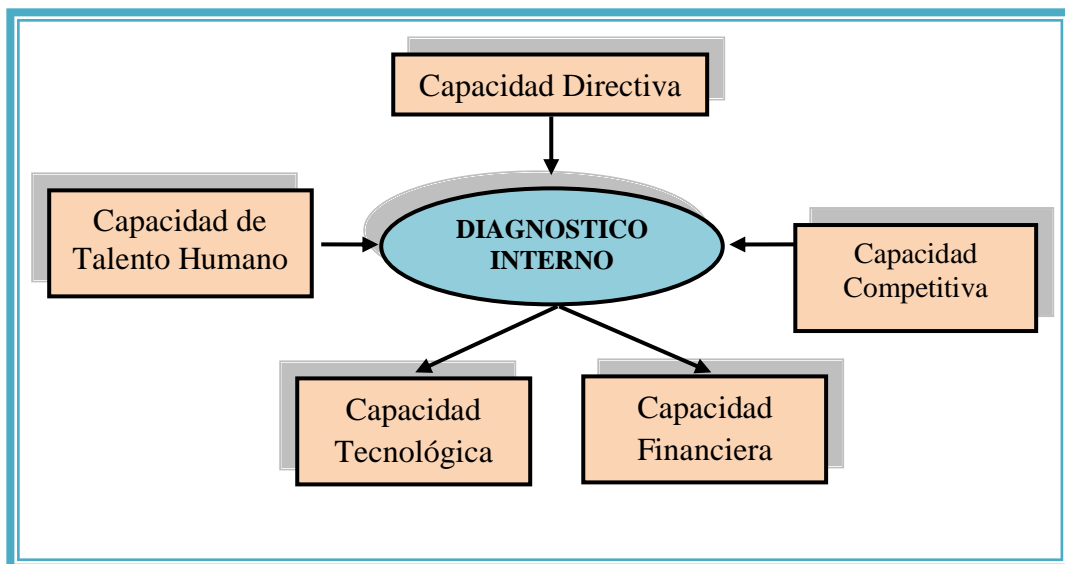 Capacidad Directiva
Capacidad de
Talento Humano
DIAGNOSTICO
INTERNO
Capacidad
Competitiva
Capacidad
Tecnológica
Capacidad
Financiera